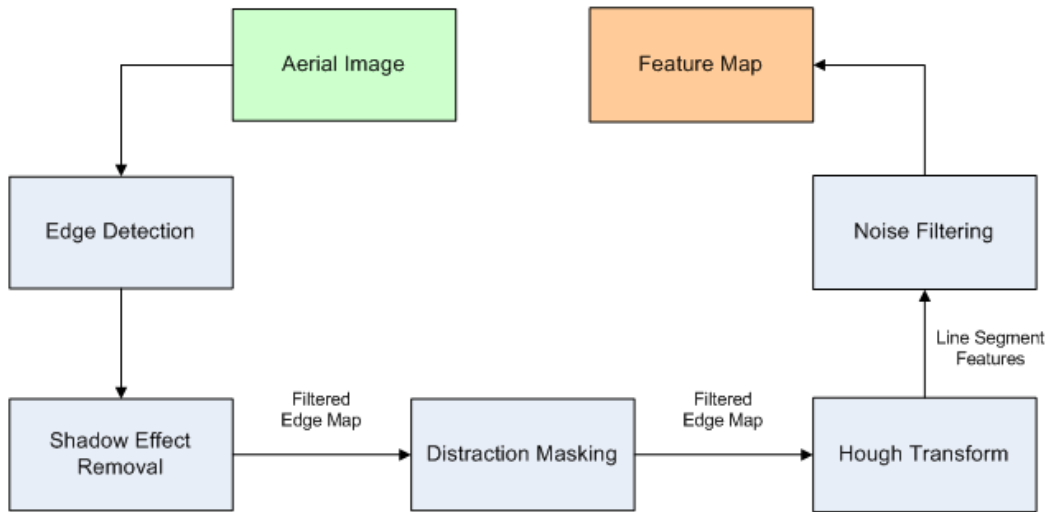 Aerial Image
Feature Map
Edge Detection
Noise Filtering
Line Segment
Features
Filtered
Edge Map
Filtered
Edge Map
Shadow Effect
Removal
Distraction Masking
Hough Transform